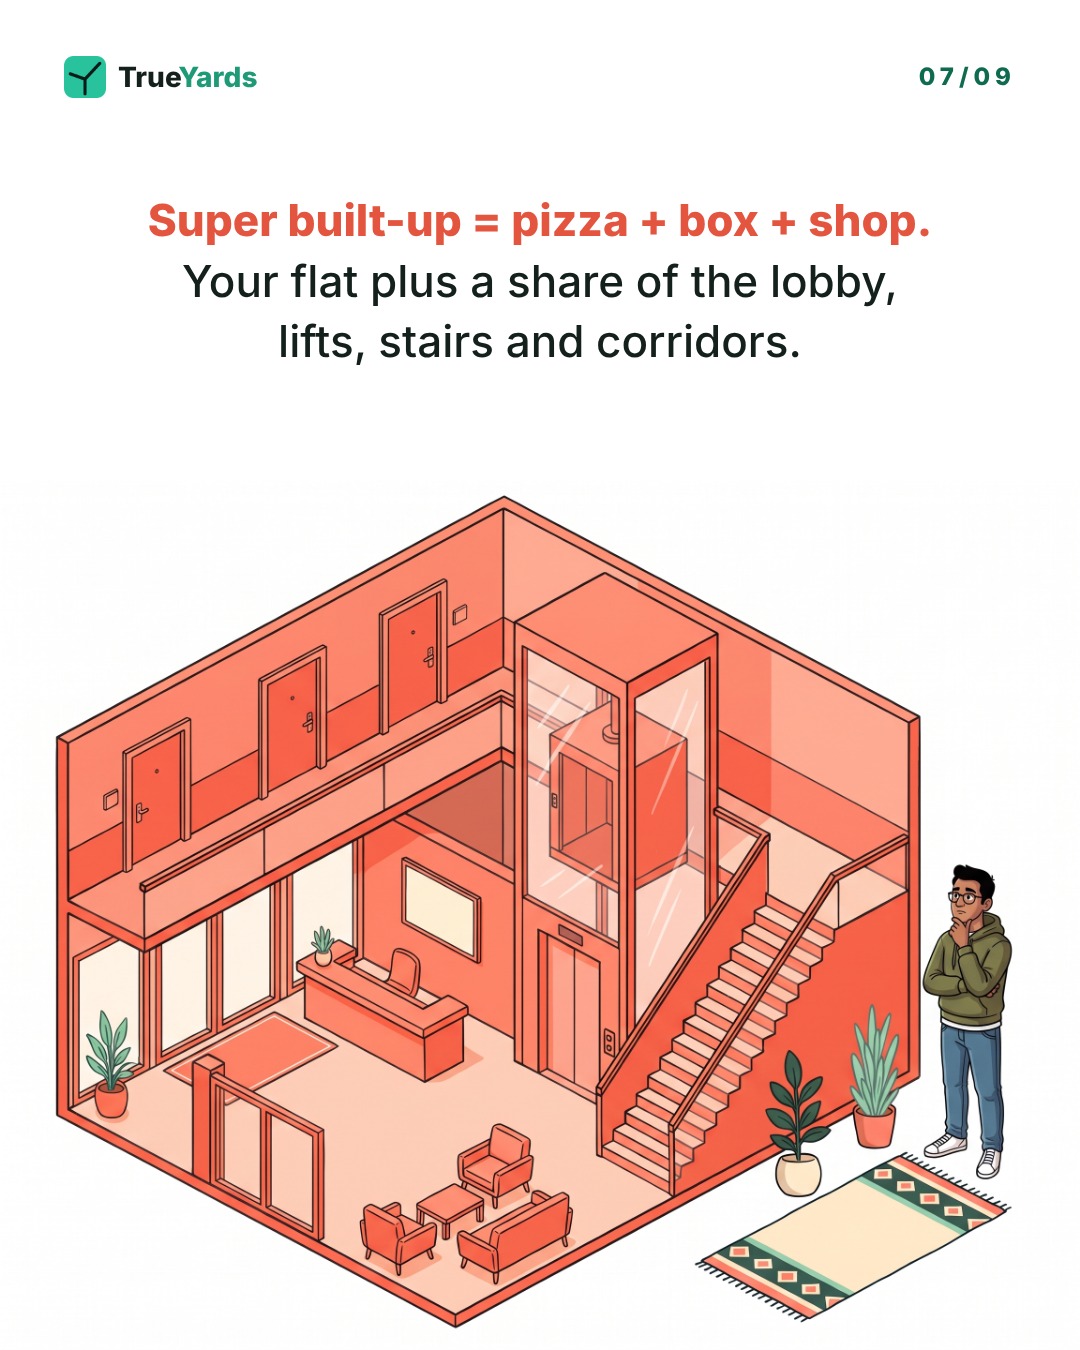 TrueYards
07/09
Super built-up = pizza + box + shop.
Your flat plus a share of the lobby,
lifts, stairs and corridors.